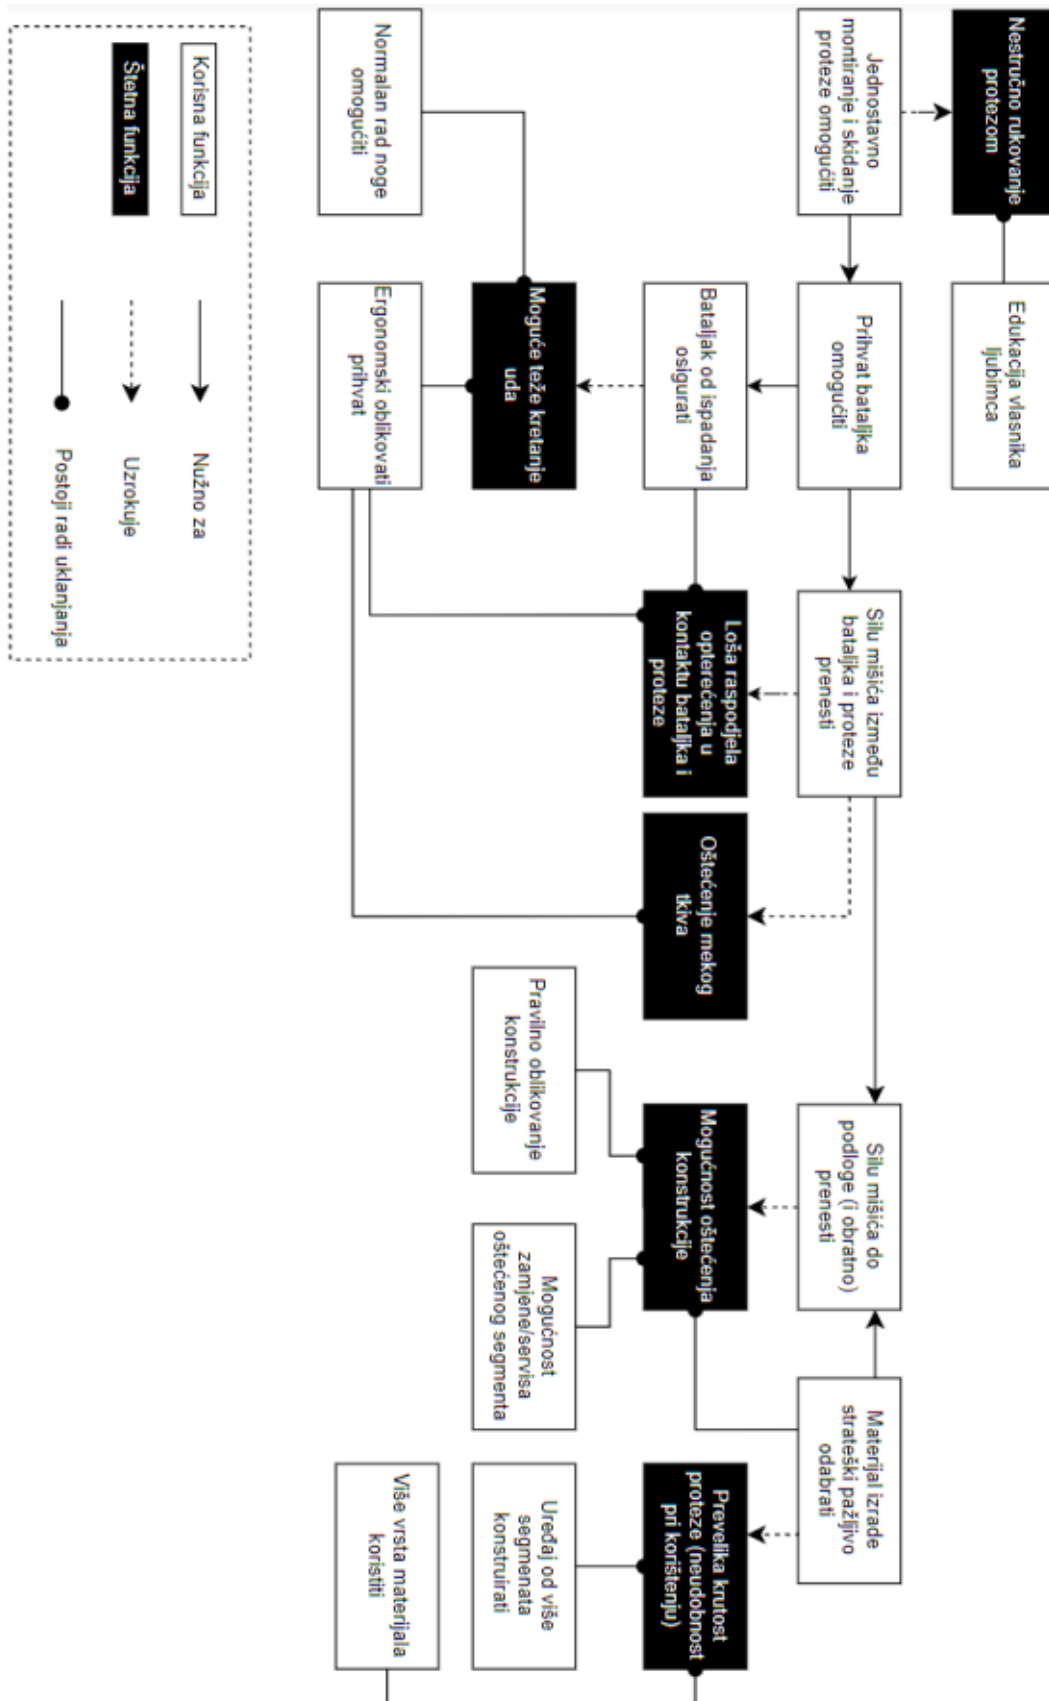 Nestručno rukovanje
protezom
Edukacija vlasnika
ljubimca
Jednostavno
montiranje i skidanje
proteze omogućiti
Prihvat bataljka
omogućiti
Silu mišića između
bataljka i proteze
prenesti
Silu mišića do
podloge (i obratno)
prenesti
Materijal izrade
strateški pažljivo
odabrati
Bataljak od ispadanja
osigurati
Loša raspodjela
opterećenja u
kontaktu bataljka i
proteze
Oštećenje mekog
tkiva
Mogućnost oštećenja
konstrukcije
Prevelika krutost
proteze (neudobnost
pri korištenju)
Moguće teže kretanje
uda
Pravilno oblikovanje
konstrukcije
Mogućnost
zamjene/servisa
oštećenog segmenta
Uređaj od više
segmenata
konstruirati
Normalan rad noge
omogućiti
Ergonomski oblikovati
prihvat
Više vrsta materijala
koristiti
Korisna funkcija
Nužno za
Štetna funkcija
Uzrokuje
Postoji radi uklanjanja